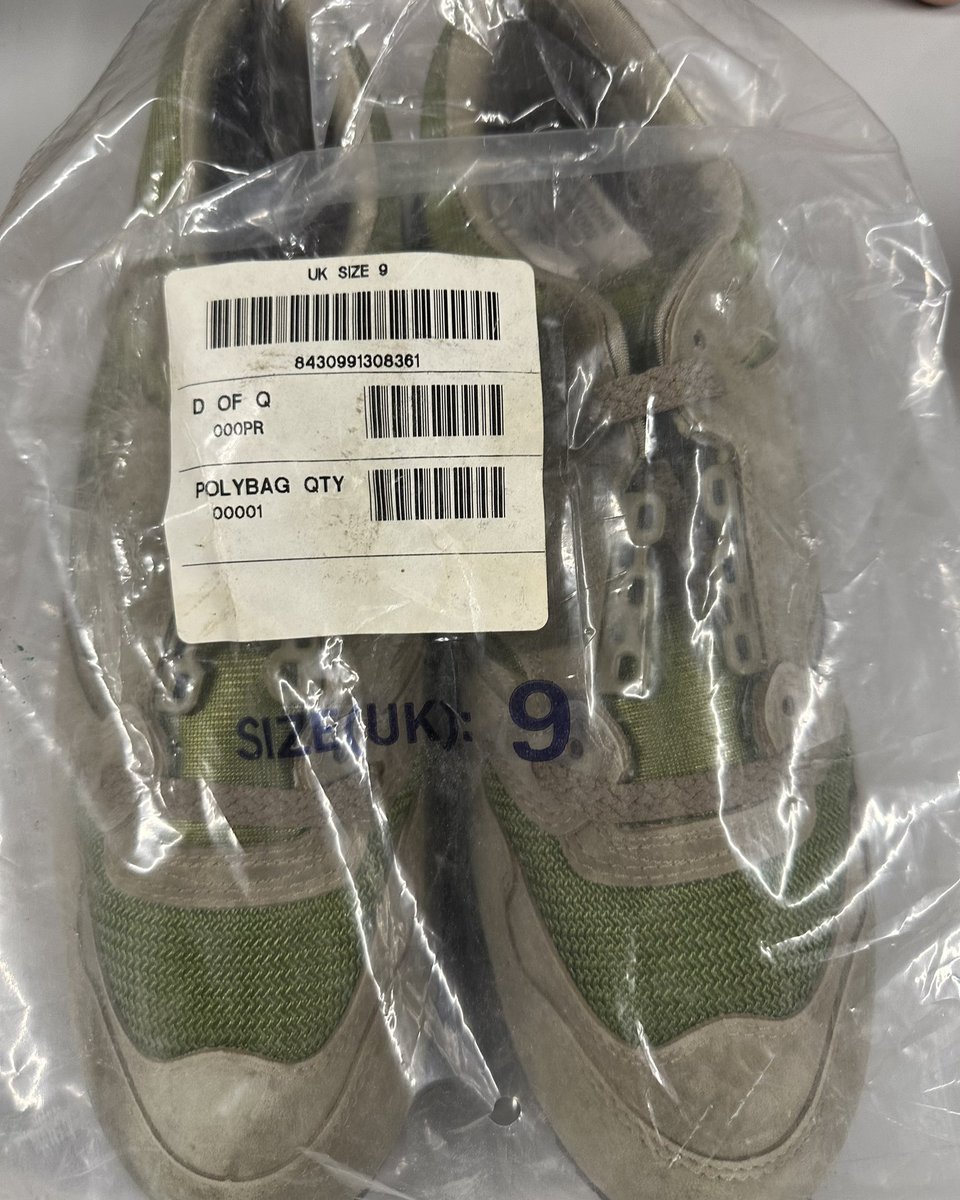 UK SIZE 9
8430991308361
D OF Q
000PR
POLYBAG QTY
00001
SIZE(UK): 9